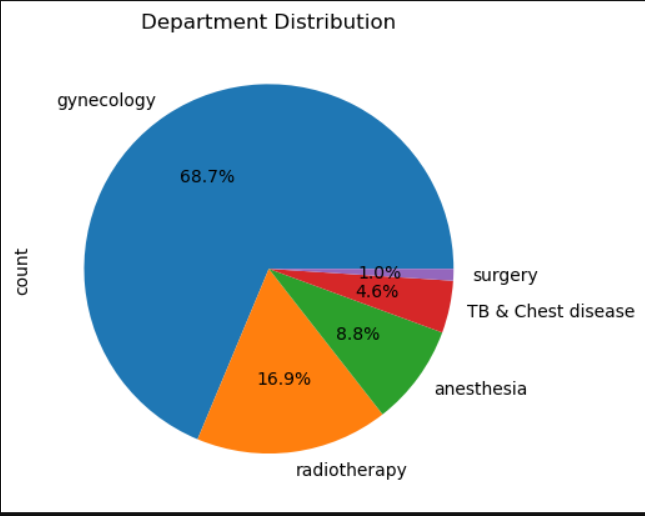 Department Distribution
gynecology
68.7%
count
1.0%
surgery
4.6%
TB & Chest disease
8.8%
anesthesia
16.9%
radiotherapy